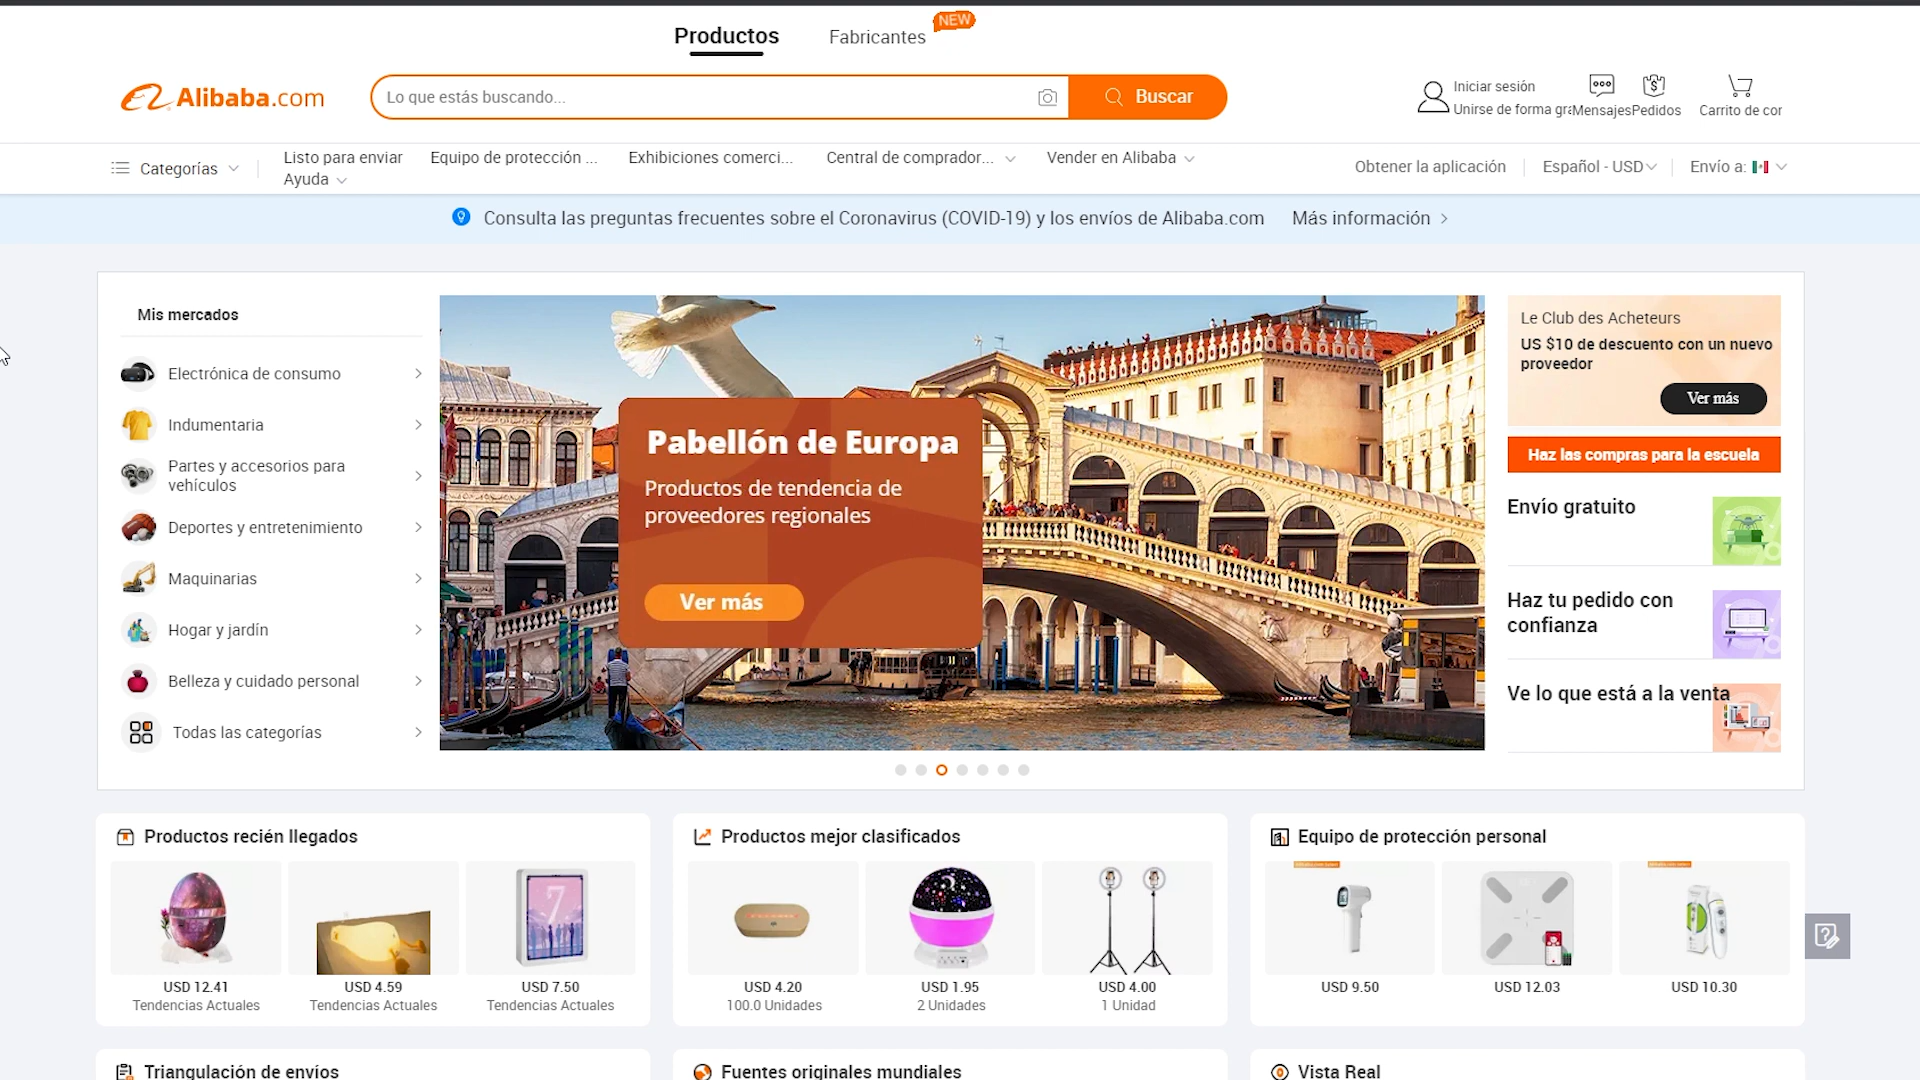 Productos
Fabricantes
NEW
Alibaba.com
Lo que estás buscando...
Buscar
Iniciar sesión
Unirse de forma gra
Mensajes
Pedidos
Carrito de cor
Categorías
Listo para enviar
Equipo de protección ...
Exhibiciones comerci...
Central de comprador...
Vender en Alibaba
Ayuda
Obtener la aplicación
Español - USD
Envío a:
Consulta las preguntas frecuentes sobre el Coronavirus (COVID-19) y los envíos de Alibaba.com
Más información
Mis mercados
Electrónica de consumo
Indumentaria
Partes y accesorios para
vehículos
Deportes y entretenimiento
Maquinarias
Hogar y jardín
Belleza y cuidado personal
Todas las categorías
Pabellón de Europa
Productos de tendencia de
proveedores regionales
Ver más
Le Club des Acheteurs
US $10 de descuento con un nuevo
proveedor
Ver más
Haz las compras para la escuela
Envío gratuito
Haz tu pedido con
confianza
Ve lo que está a la venta
Productos recién llegados
7
USD 12.41
Tendencias Actuales
USD 4.59
Tendencias Actuales
USD 7.50
Tendencias Actuales
Productos mejor clasificados
USD 4.20
100.0 Unidades
USD 1.95
2 Unidades
USD 4.00
1 Unidad
Equipo de protección personal
USD 9.50
USD 12.03
USD 10.30
Triangulación de envíos
Fuentes originales mundiales
Vista Real